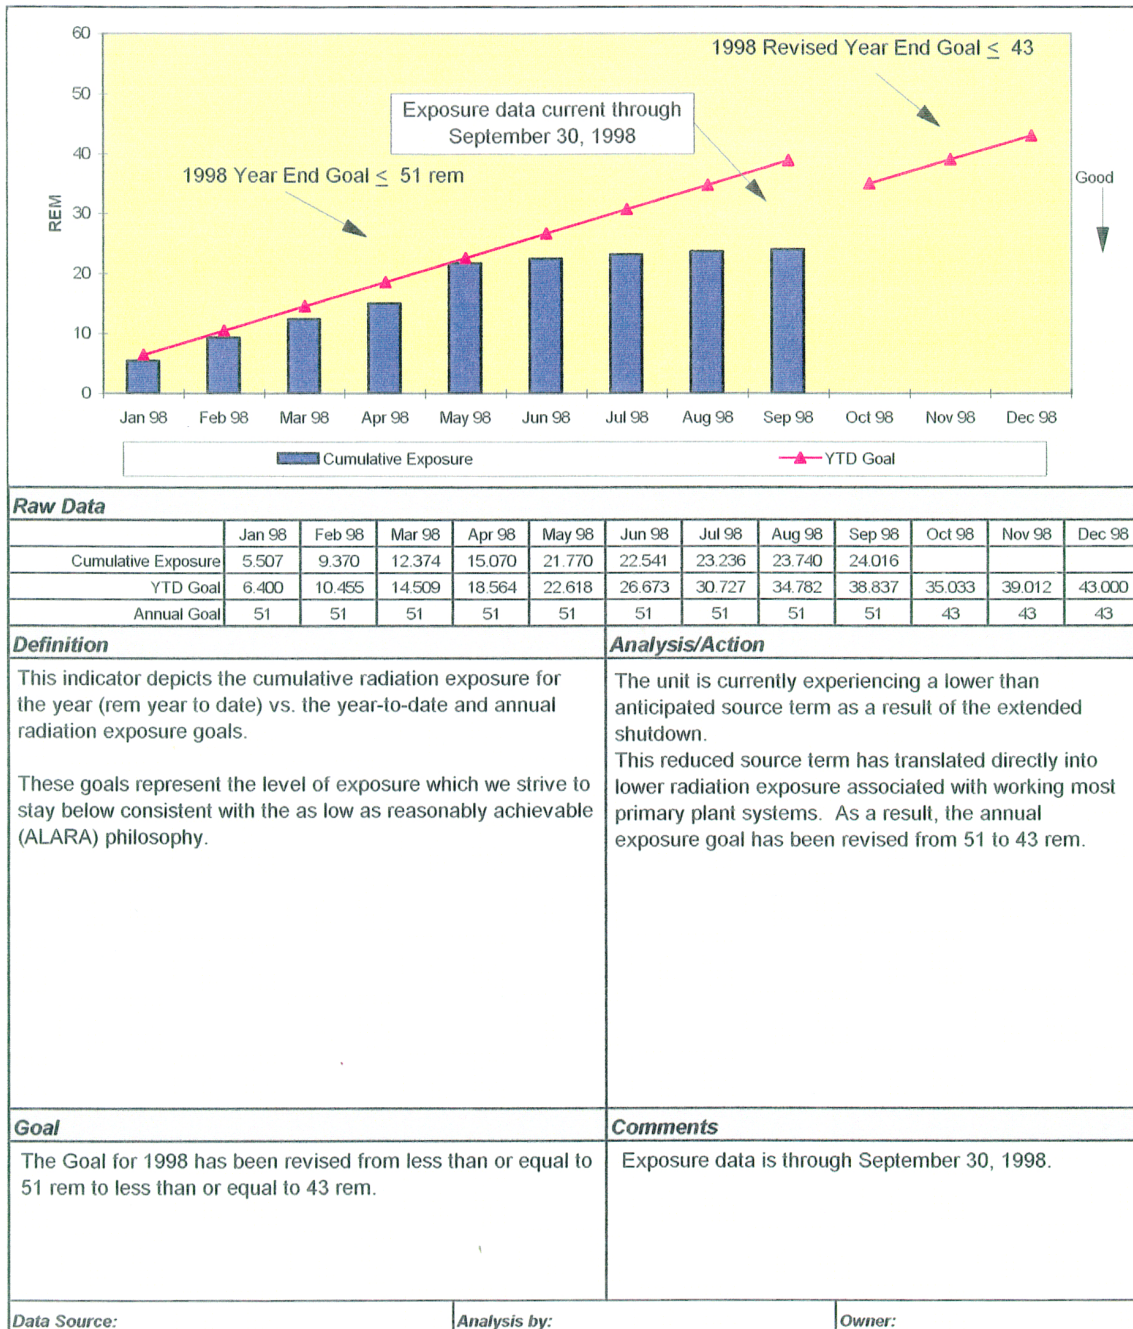 60
50
40
30
20
10
0
REM
1998 Revised Year End Goal ≤ 43
Exposure data current through
September 30, 1998
1998 Year End Goal ≤ 51 rem
Good
Jan 98 Feb 98 Mar 98 Apr 98 May 98 Jun 98 Jul 98 Aug 98 Sep 98 Oct 98 Nov 98 Dec 98
Cumulative Exposure YTD Goal
Raw Data
Jan 98 Feb 98 Mar 98 Apr 98 May 98 Jun 98 Jul 98 Aug 98 Sep 98 Oct 98 Nov 98 Dec 98
Cumulative Exposure 5.507 9.370 12.374 15.070 21.770 22.541 23.236 23.740 24.016
YTD Goal 6.400 10.455 14.509 18.564 22.618 26.673 30.727 34.782 38.837 35.033 39.012 43.000
Annual Goal 51 51 51 51 51 51 51 51 51 43 43 43
Definition
This indicator depicts the cumulative radiation exposure for
the year (rem year to date) vs. the year-to-date and annual
radiation exposure goals.
These goals represent the level of exposure which we strive to
stay below consistent with the as low as reasonably achievable
(ALARA) philosophy.
Analysis/Action
The unit is currently experiencing a lower than
anticipated source term as a result of the extended
shutdown.
This reduced source term has translated directly into
lower radiation exposure associated with working most
primary plant systems. As a result, the annual
exposure goal has been revised from 51 to 43 rem.
Goal
The Goal for 1998 has been revised from less than or equal to
51 rem to less than or equal to 43 rem.
Comments
Exposure data is through September 30, 1998.
Data Source: Analysis by: Owner: